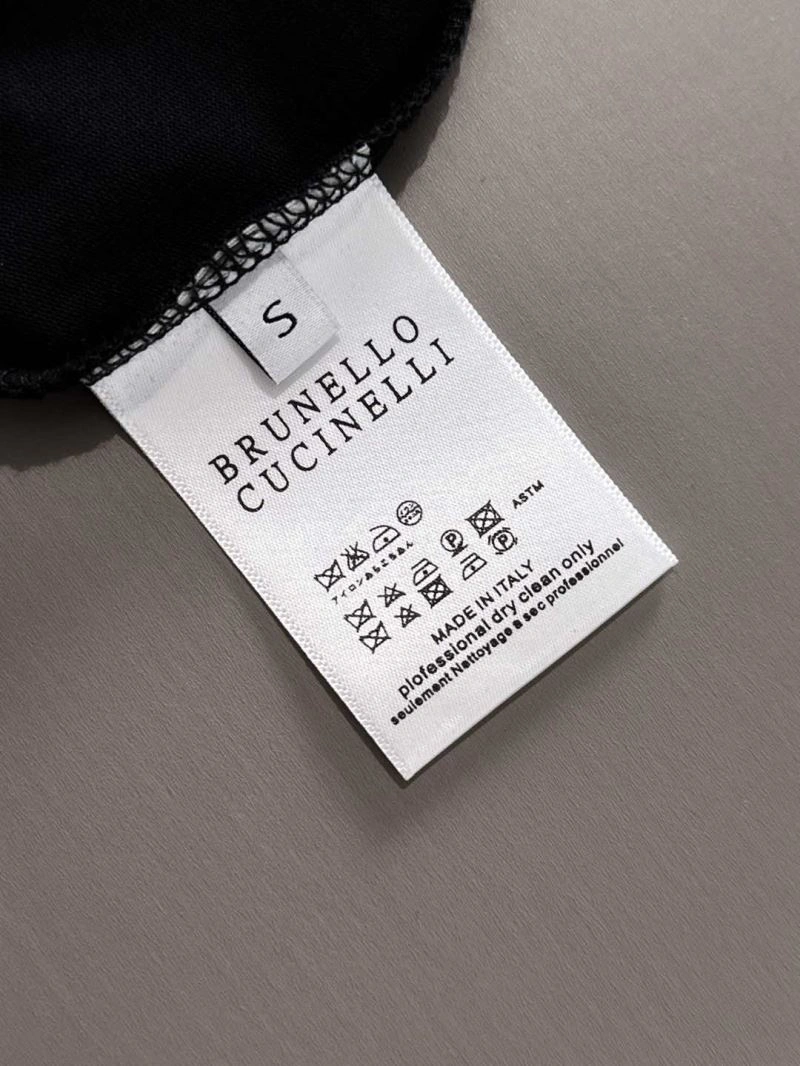 S
BRUNELLO
CUCINELLI
ASTM
MADE IN ITALY
plofessional dry clean only
seulement Nettoyage a sec professionnel